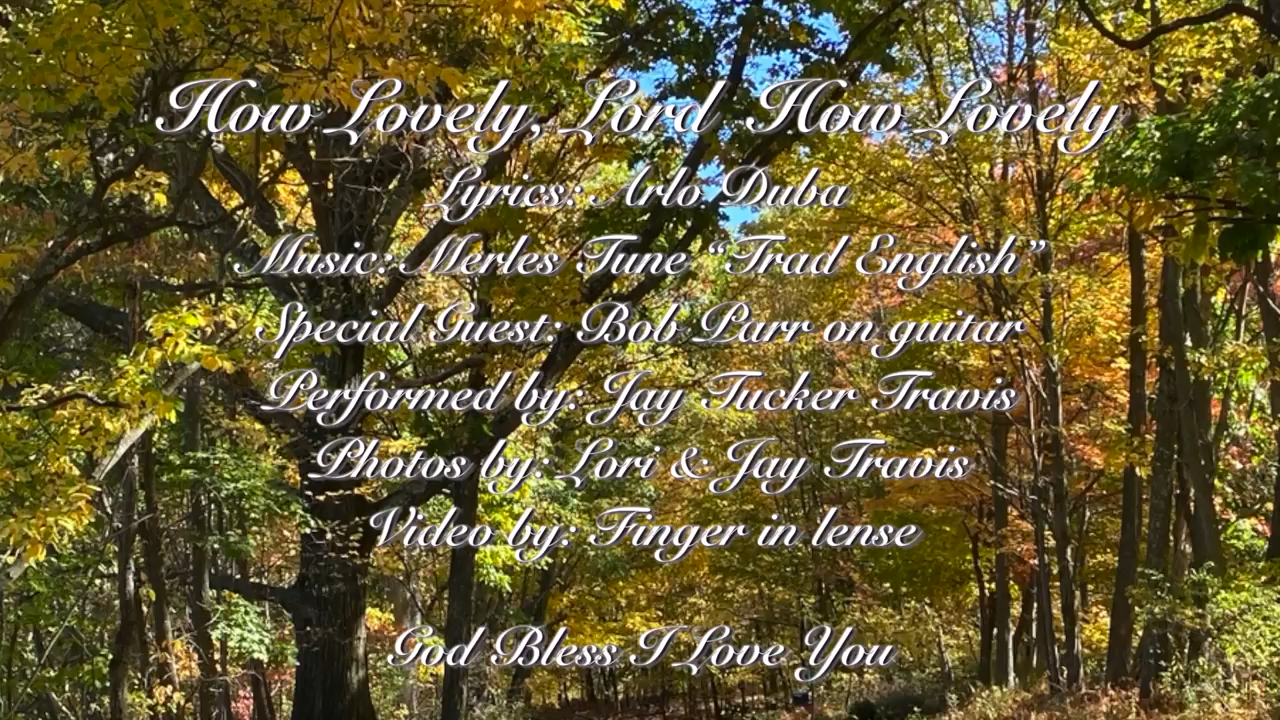 How Lovely, Lord How Lovely
Lyrics: Arlo Duba
Music: Merles Tune “Trad English”
Special Guest: Bob Parr on guitar
Performed by: Jay Tucker Travis
Photos by: Lori & Jay Travis
Video by: Finger in lense
God Bless I Love You